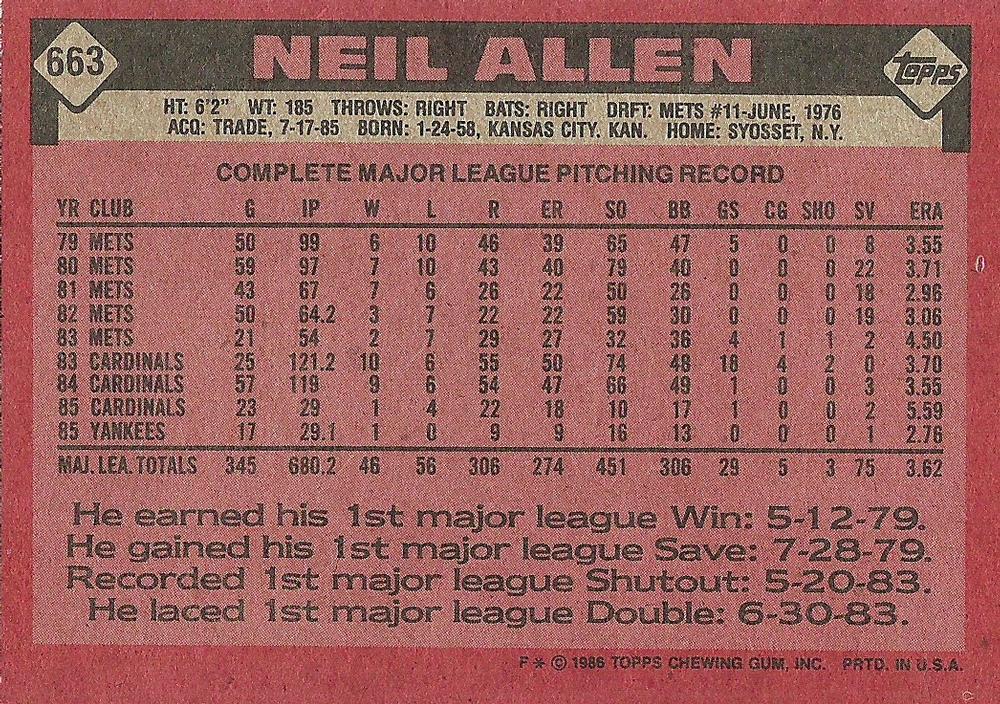 663
NEIL ALLEN
topps
HT: 6'2" WT: 185 THROWS: RIGHT BATS: RIGHT DRFT: METS #11-JUNE, 1976
ACQ: TRADE, 7-17-85 BORN: 1-24-58, KANSAS CITY. KAN. HOME: SYOSSET, N.Y.
COMPLETE MAJOR LEAGUE PITCHING RECORD
YR CLUB G IP W L R ER SO BB GS CG SHO SV ERA
79 METS 50 99 6 10 46 39 65 47 5 0 0 8 3.55
80 METS 59 97 7 10 43 40 79 40 0 0 0 22 3.71
81 METS 43 67 7 6 26 22 50 26 0 0 0 18 2.96
82 METS 50 64.2 3 7 22 22 59 30 0 0 0 19 3.06
83 METS 21 54 2 7 29 27 32 36 4 1 1 2 4.50
83 CARDINALS 25 121.2 10 6 55 50 74 48 18 4 2 0 3.70
84 CARDINALS 57 119 9 6 54 47 66 49 1 0 0 3 3.55
85 CARDINALS 23 29 1 4 22 18 10 17 1 0 0 2 5.59
85 YANKEES 17 29.1 1 0 9 9 16 13 0 0 0 1 2.76
MAJ. LEA. TOTALS 345 680.2 46 56 306 274 451 306 29 5 3 75 3.62
He earned his 1st major league Win: 5-12-79.
He gained his 1st major league Save: 7-28-79.
Recorded 1st major league Shutout: 5-20-83.
He laced 1st major league Double: 6-30-83.
F * © 1986 TOPPS CHEWING GUM, INC. PRTD. IN U.S.A.